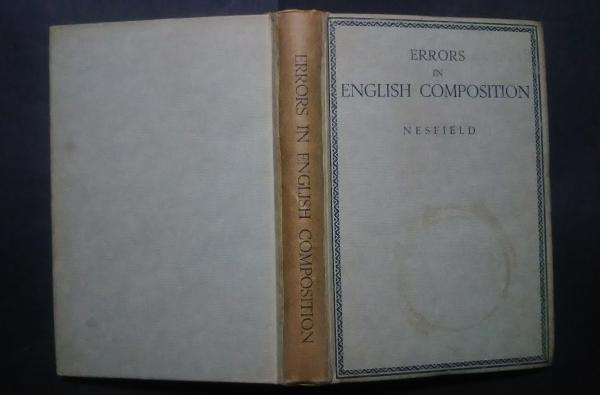 ERRORS IN ENGLISH COMPOSITION
ERRORS
IN
ENGLISH COMPOSITION
NESFIELD